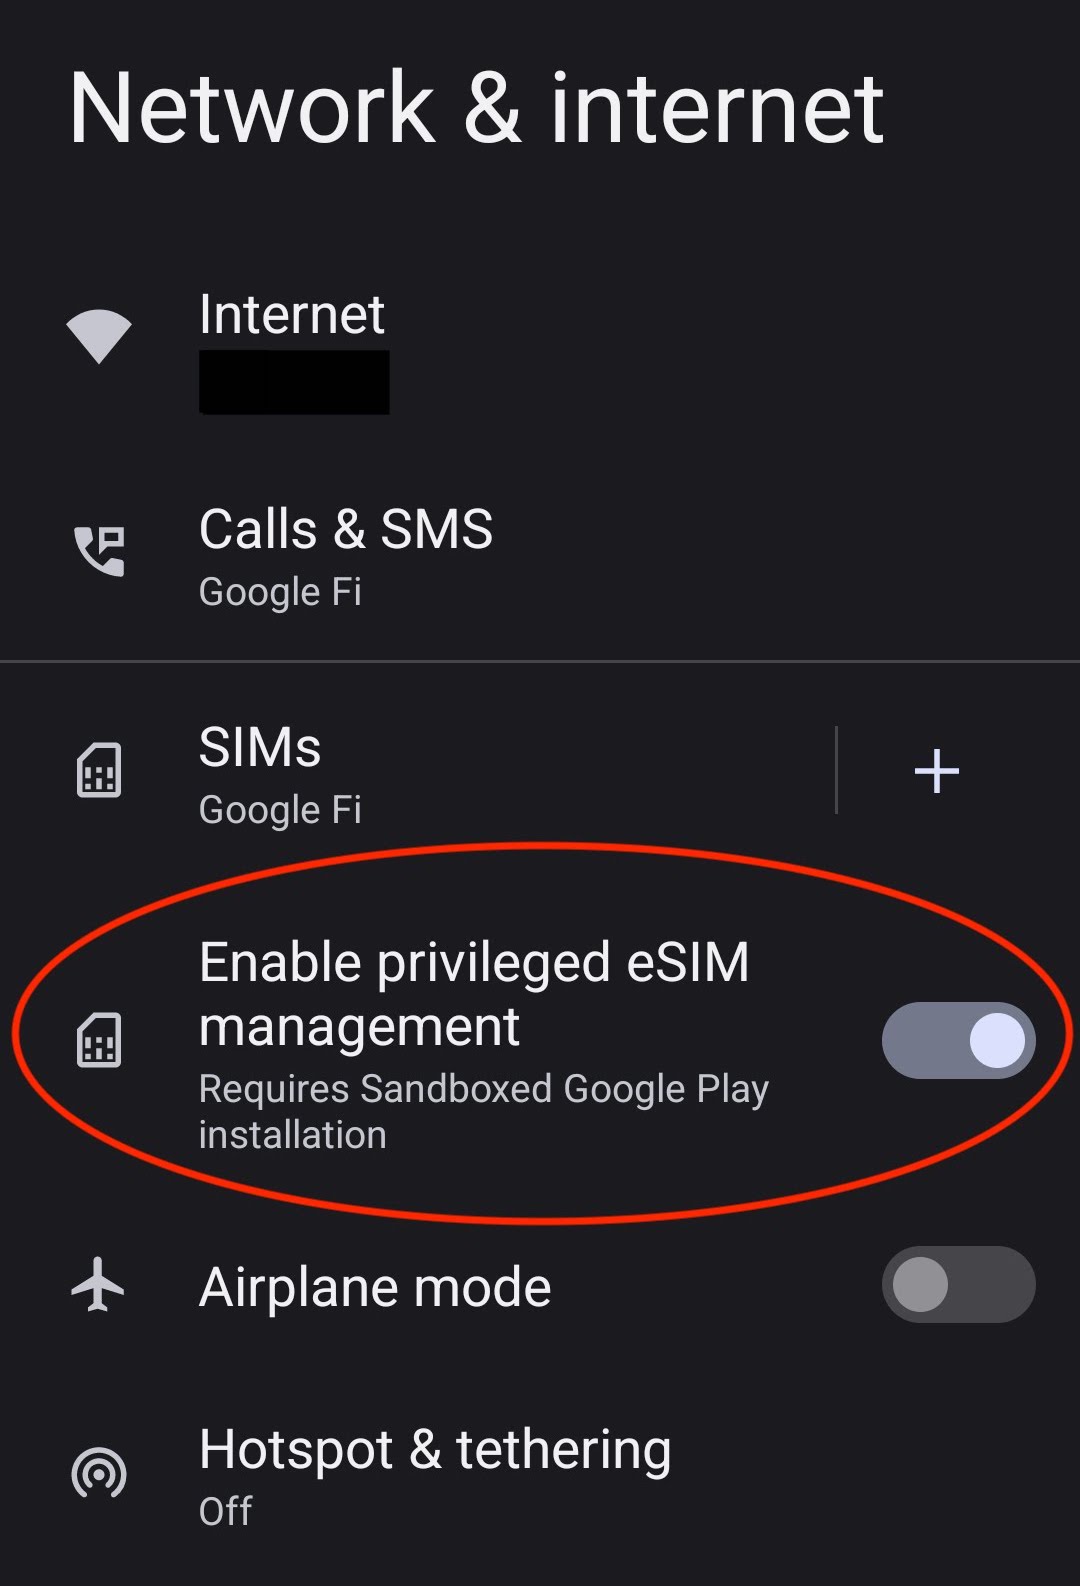 Network & internet
Internet
Calls & SMS
Google Fi
SIMs
Google Fi
Enable privileged eSIM
management
Requires Sandboxed Google Play
installation
Airplane mode
Hotspot & tethering
Off